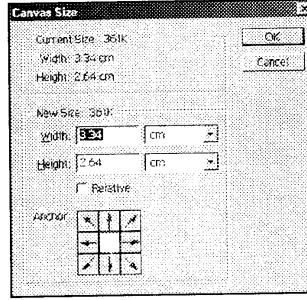 Canvas Size
Current Size: 361K
Width: 3.34 cm
Height: 2.64 cm
OK
Cancel
New Size: 361K
Width: 3.34 cm
Height: 2.64 cm
Relative
Anchor: